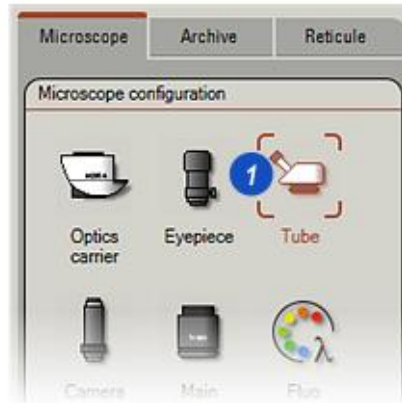 Microscope Archive Reticule
Microscope configuration
1
Optics carrier Eyepiece Tube
Camera Main Fluo